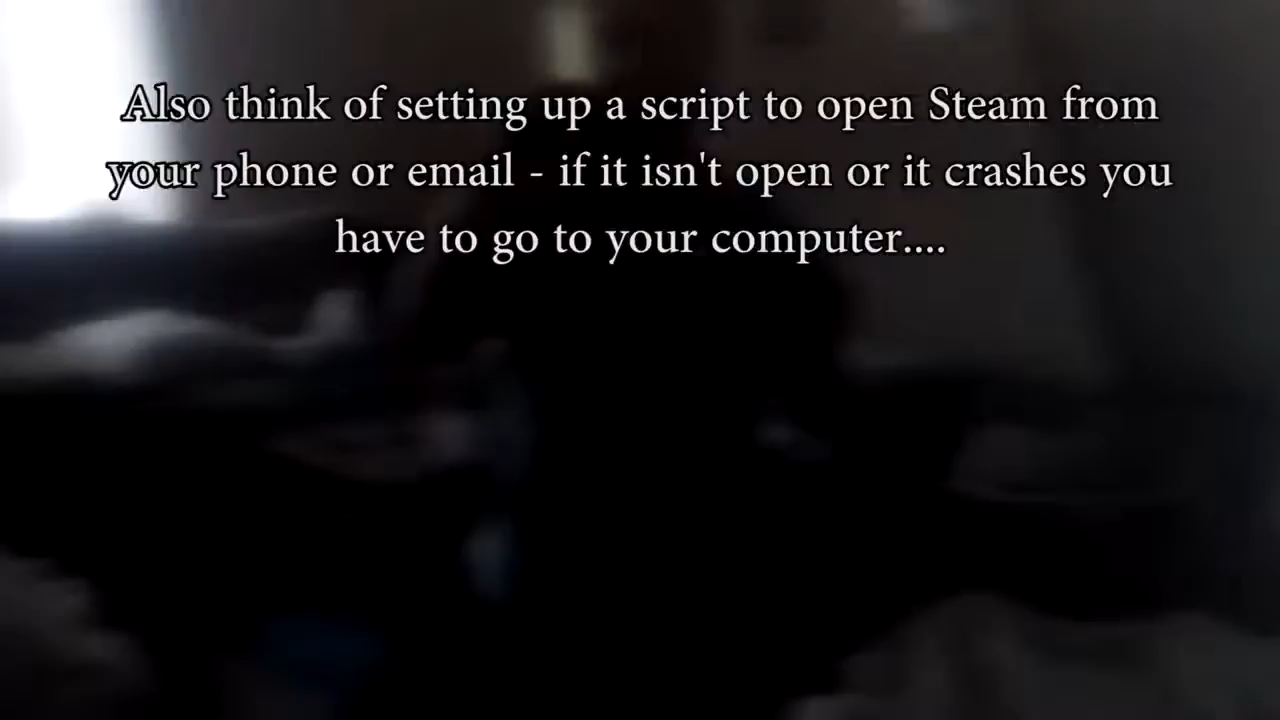 Also think of setting up a script to open Steam from
your phone or email - if it isn't open or it crashes you
have to go to your computer....